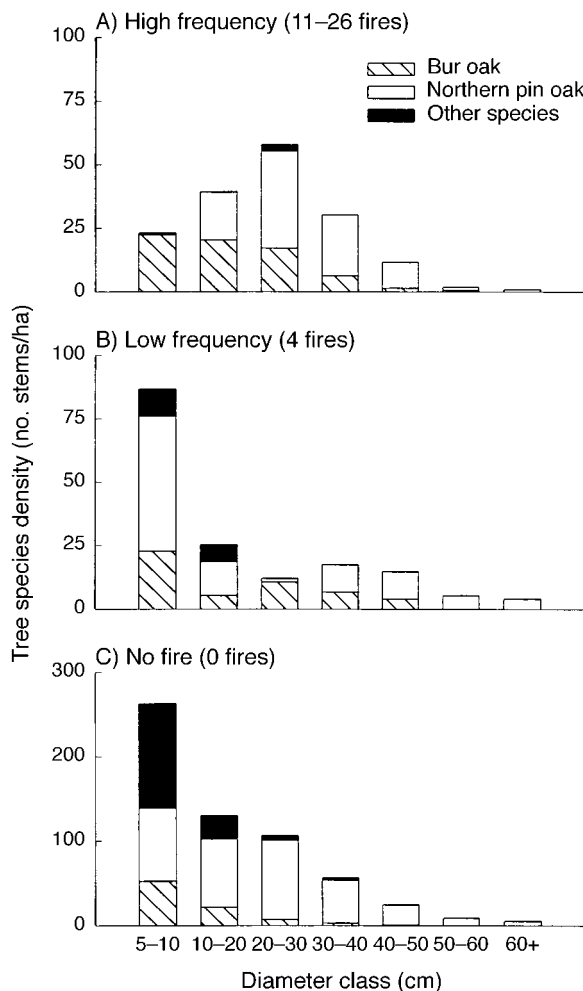 A) High frequency (11–26 fires)
100
75
50
25
0
Bur oak
Northern pin oak
Other species
B) Low frequency (4 fires)
100
75
50
25
0
C) No fire (0 fires)
300
200
100
0
5–10 10–20 20–30 30–40 40–50 50–60 60+
Diameter class (cm)
Tree species density (no. stems/ha)